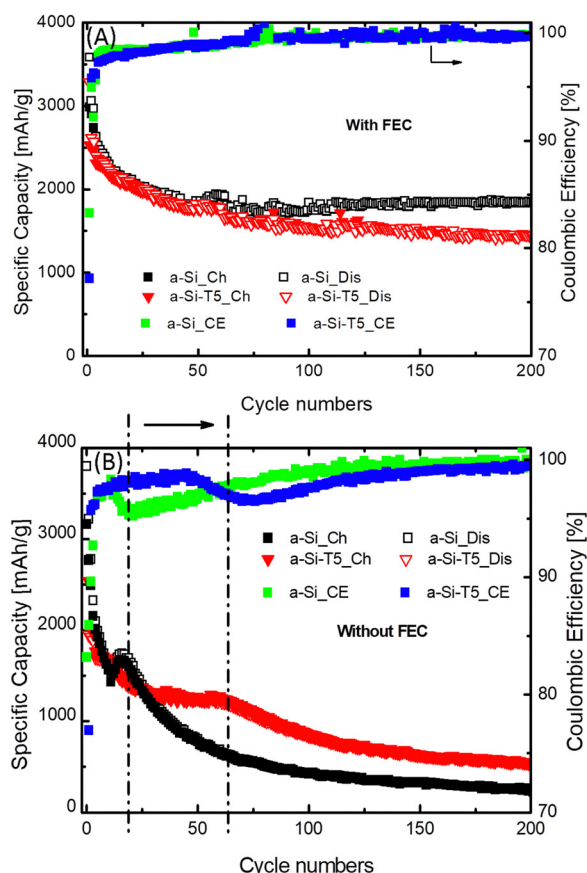 (A)
Specific Capacity [mAh/g]
4000
3000
2000
1000
0
100
90
80
70
Coulombic Efficiency [%]
With FEC
a-Si_Ch
a-Si_Dis
a-Si-T5_Ch
a-Si-T5_Dis
a-Si_CE
a-Si-T5_CE
0 50 100 150 200
Cycle numbers
(B)
Specific Capacity [mAh/g]
4000
3000
2000
1000
0
100
90
80
70
Coulombic Efficiency [%]
a-Si_Ch
a-Si_Dis
a-Si-T5_Ch
a-Si-T5_Dis
a-Si_CE
a-Si-T5_CE
Without FEC
0 50 100 150 200
Cycle numbers